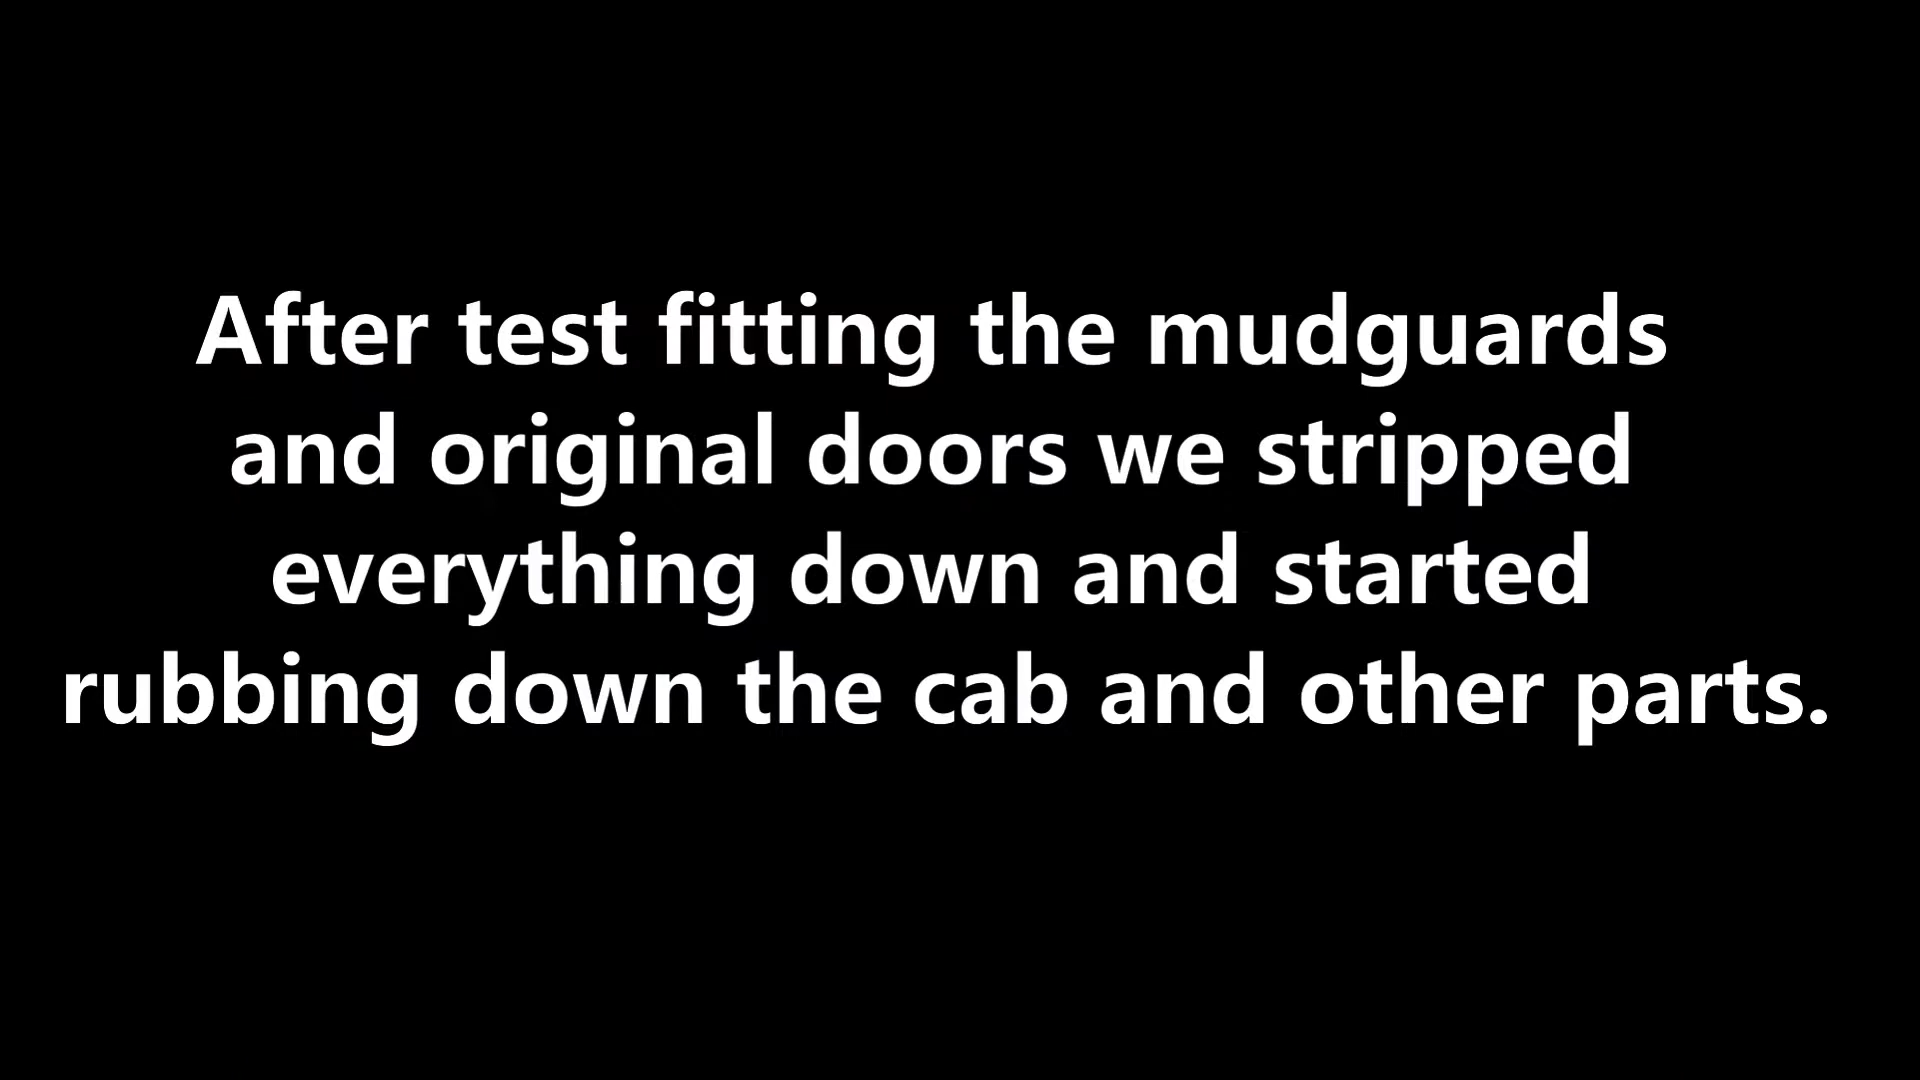 After test fitting the mudguards
and original doors we stripped
everything down and started
rubbing down the cab and other parts.